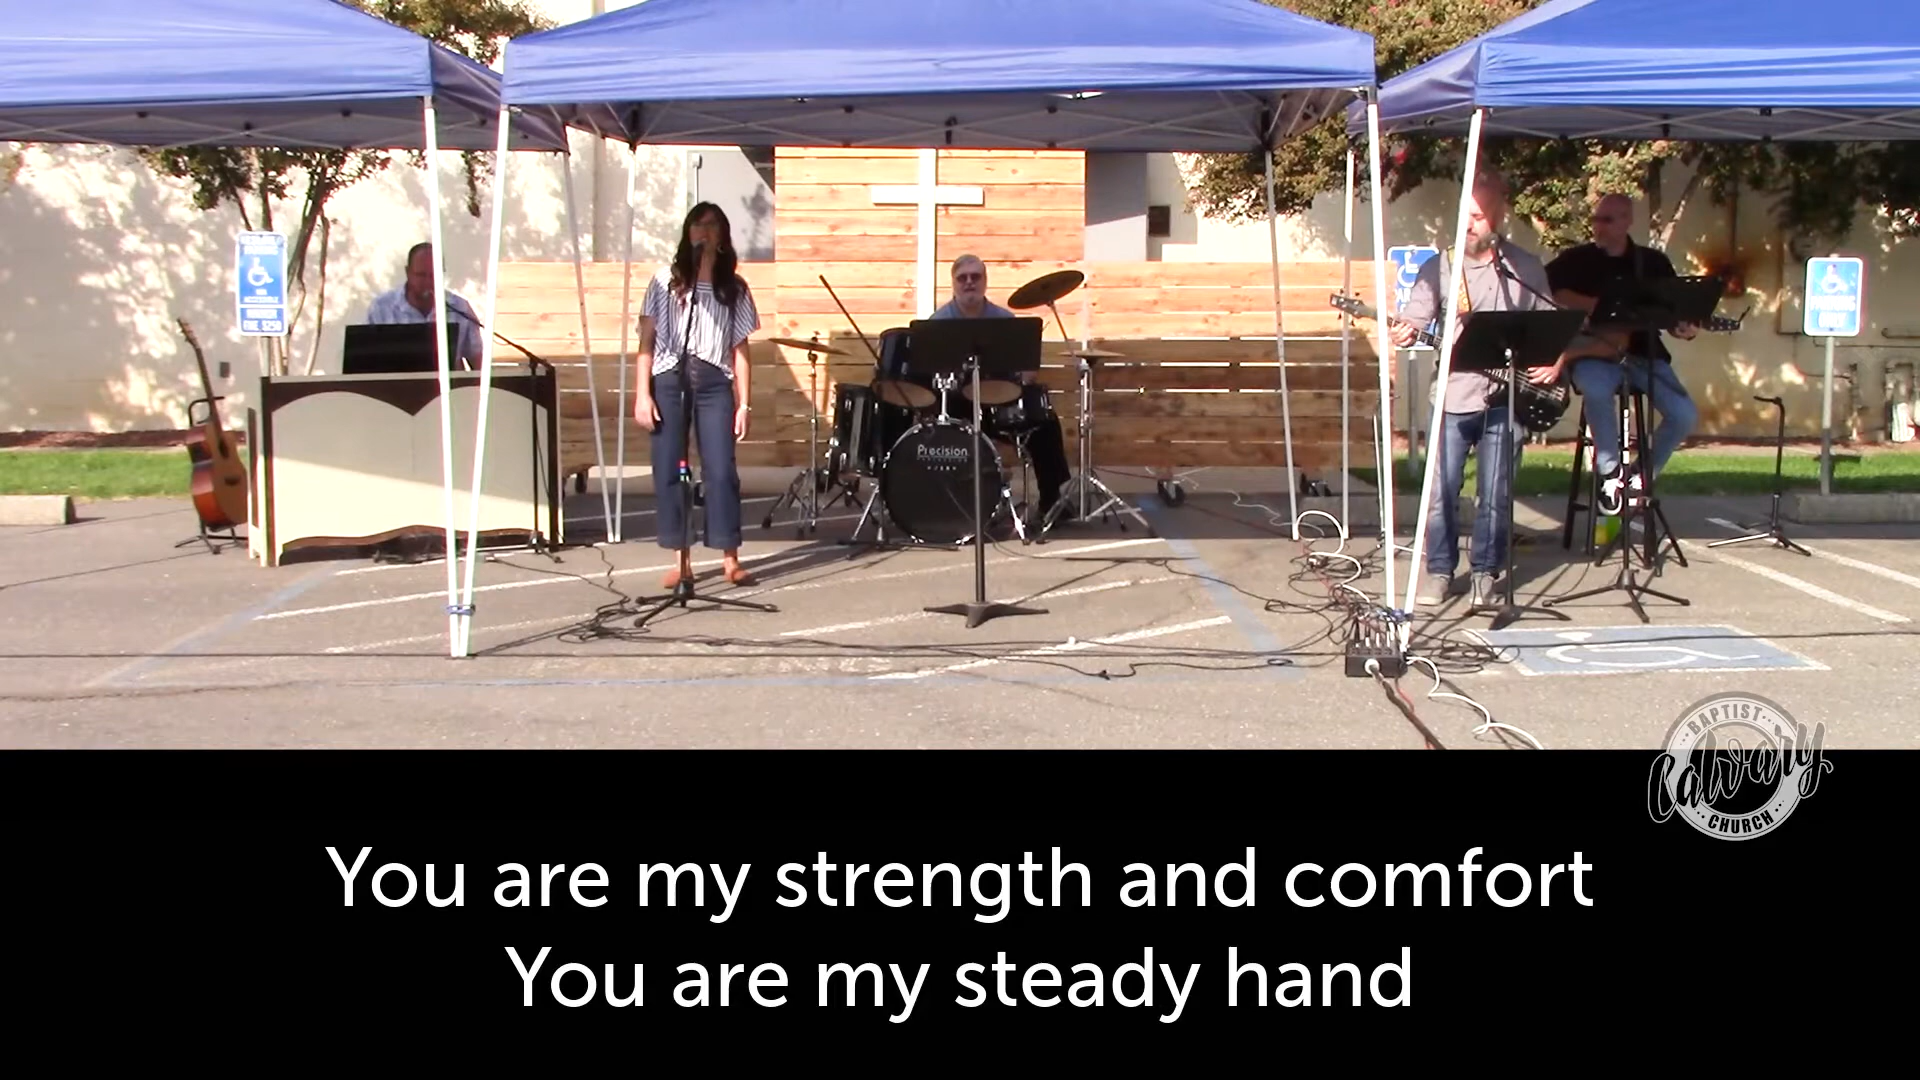 Precision
BAPTIST
Calvary
CHURCH
You are my strength and comfort
You are my steady hand